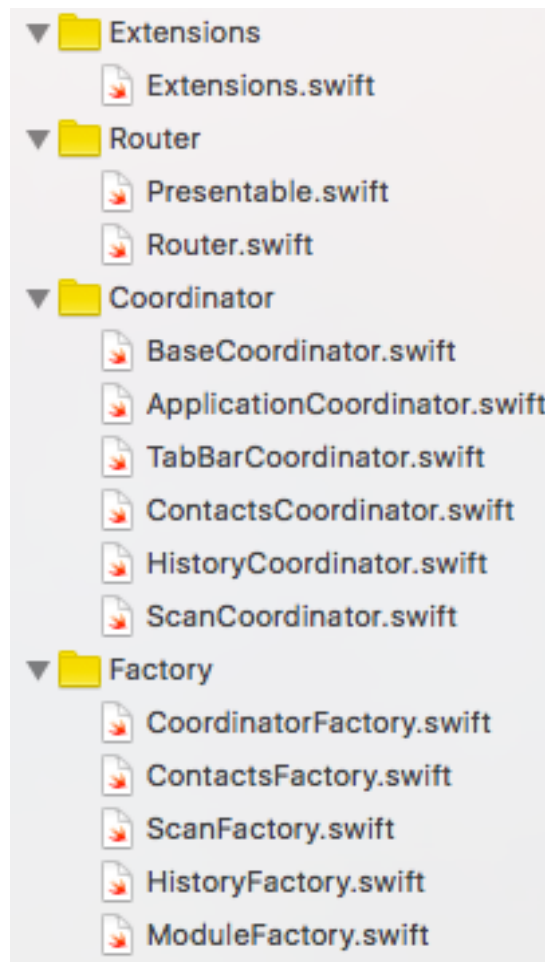 Extensions
Extensions.swift
Router
Presentable.swift
Router.swift
Coordinator
BaseCoordinator.swift
ApplicationCoordinator.swift
TabBarCoordinator.swift
ContactsCoordinator.swift
HistoryCoordinator.swift
ScanCoordinator.swift
Factory
CoordinatorFactory.swift
ContactsFactory.swift
ScanFactory.swift
HistoryFactory.swift
ModuleFactory.swift